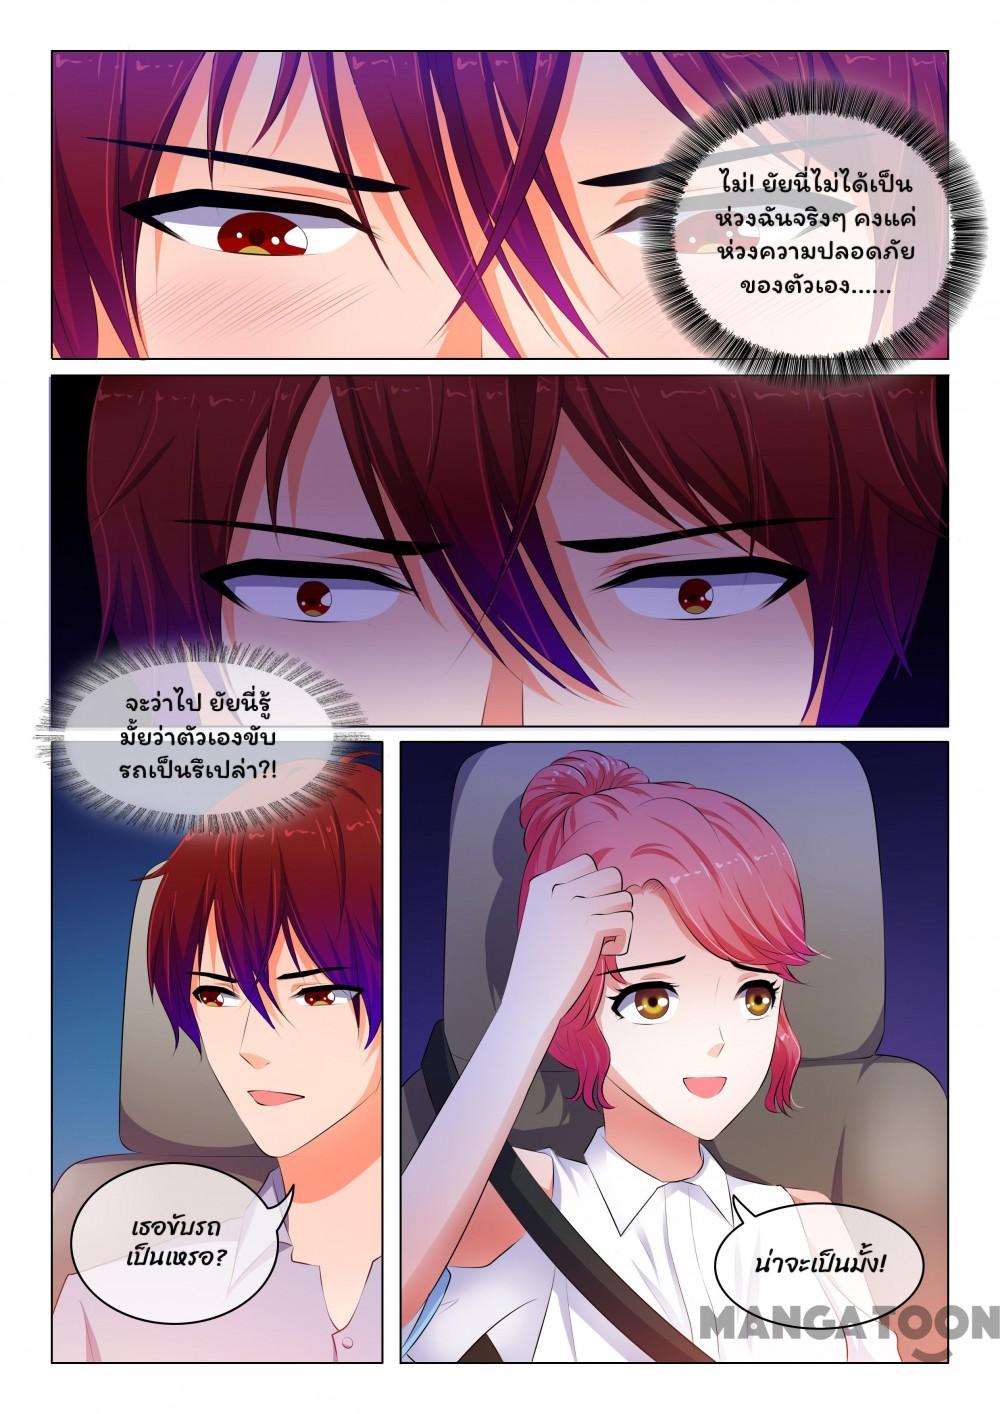 ไม่! ยัยนี่ไม่ได้เป็น
ห่วงฉันจริงๆ คงแค่
ห่วงความปลอดภัย
ของตัวเอง......
จะว่าไป ยัยนี่รู้
มั้ยว่าตัวเองขับ
รถเป็นรึเปล่า?!
เธอขับรถ
เป็นเหรอ?
น่าจะเป็นมั้ง!
MANGATOON